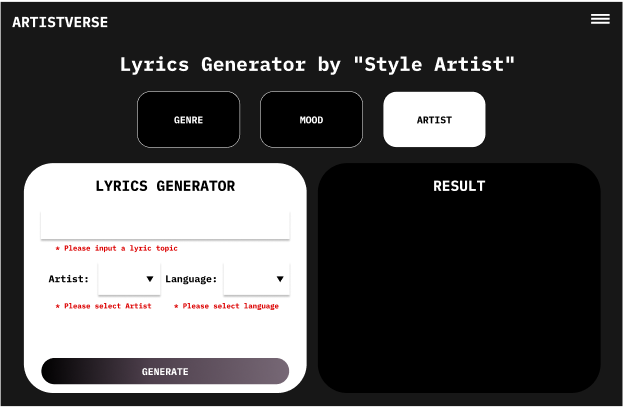 ARTISTVERSE
Lyrics Generator by "Style Artist"
GENRE
MOOD
ARTIST
LYRICS GENERATOR
* Please input a lyric topic
Artist:
Language:
* Please select Artist
* Please select language
GENERATE
RESULT